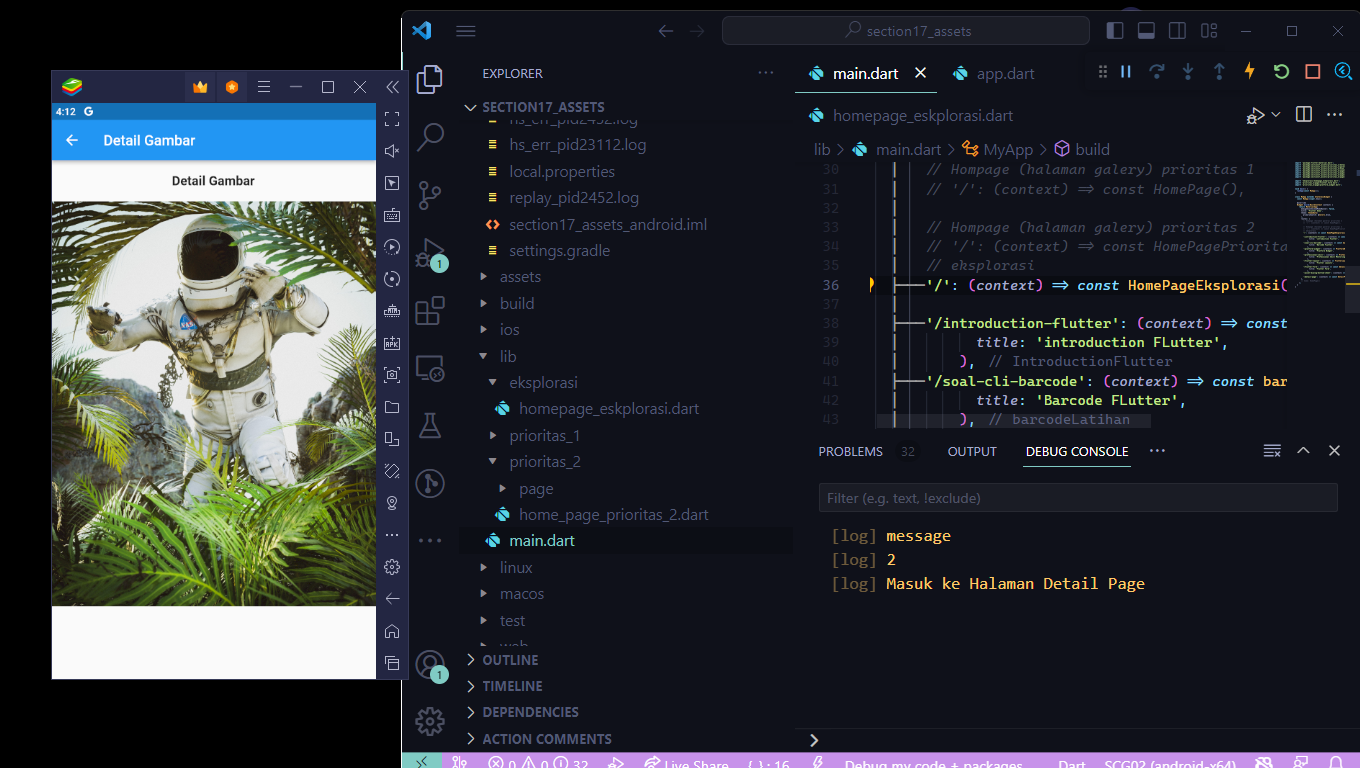 4:12 G
Detail Gambar
Detail Gambar
section17_assets
EXPLORER
SECTION17_ASSETS
hs_err_pid2452.log
hs_err_pid23112.log
local.properties
replay_pid2452.log
section17_assets_android.iml
settings.gradle
assets
build
ios
lib
eksplorasi
homepage_eskplorasi.dart
prioritas_1
prioritas_2
page
home_page_prioritas_2.dart
main.dart
linux
macos
test
web
OUTLINE
TIMELINE
DEPENDENCIES
ACTION COMMENTS
1
1
main.dart
app.dart
homepage_eskplorasi.dart
lib > main.dart > MyApp > build
30 // Hompage (halaman galery) prioritas 1
31 // '/': (context) => const HomePage(),
32
33 // Hompage (halaman galery) prioritas 2
34 // '/': (context) => const HomePagePriorita
35 // eksplorasi
36 '/': (context) => const HomePageEksplorasi(
37
38 '/introduction-flutter': (context) => const
39 title: 'introduction FLutter',
40 ), // IntroductionFlutter
41 '/soal-cli-barcode': (context) => const bar
42 title: 'Barcode FLutter',
43 ), // barcodeLatihan
PROBLEMS 32 OUTPUT DEBUG CONSOLE
Filter (e.g. text, !exclude)
[log] message
[log] 2
[log] Masuk ke Halaman Detail Page
0 0 32 Live Share { } : 16 Debug my code + packages Dart SCG02 (android-x64)